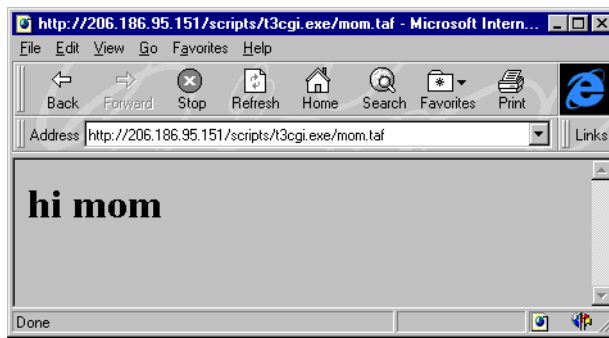 http://206.186.95.151/scripts/t3cgi.exe/mom.taf - Microsoft Intern...
File Edit View Go Favorites Help
Back Forward Stop Refresh Home Search Favorites Print
Address http://206.186.95.151/scripts/t3cgi.exe/mom.taf Links
hi mom
Done